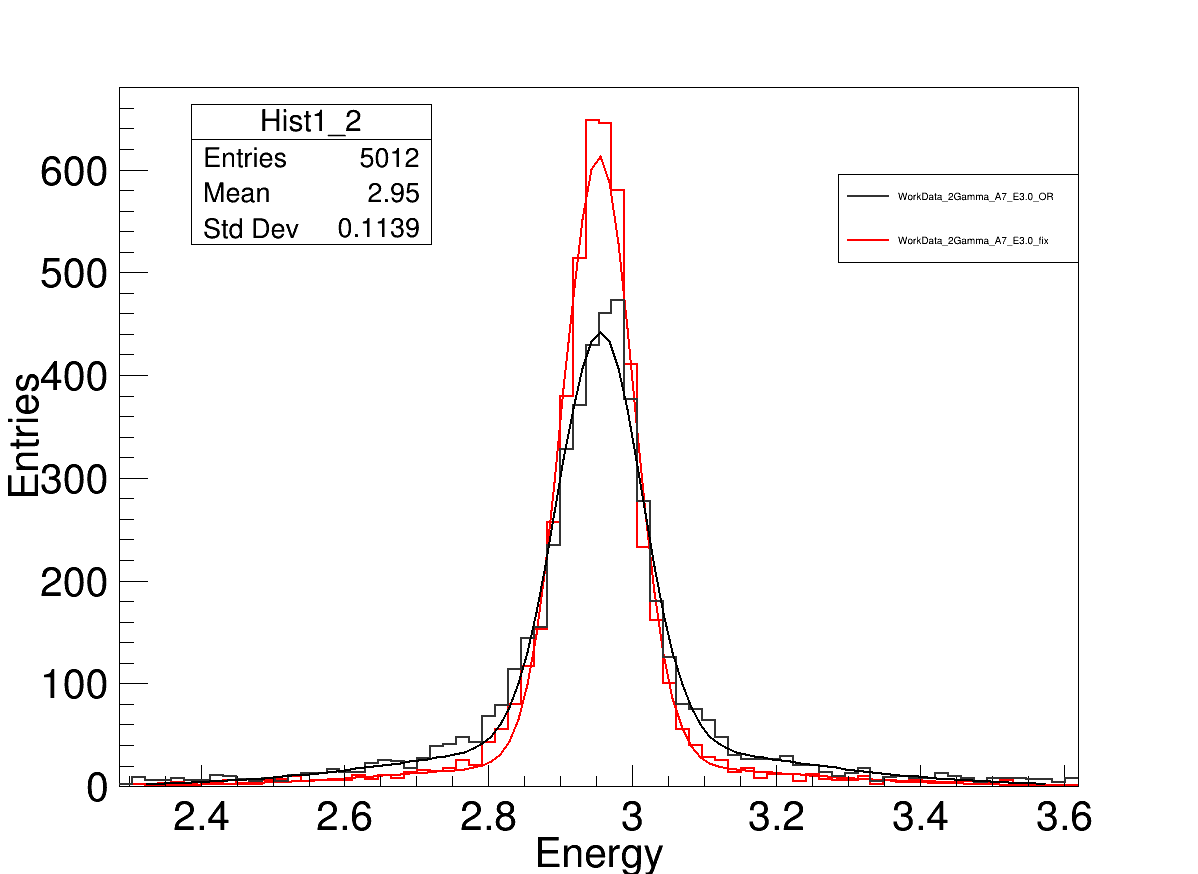 Hist1_2
Entries 5012
Mean 2.95
Std Dev 0.1139
WorkData_2Gamma_A7_E3.0_OR
WorkData_2Gamma_A7_E3.0_fix
Entries
600
500
400
300
200
100
0
2.4 2.6 2.8 3 3.2 3.4 3.6
Energy